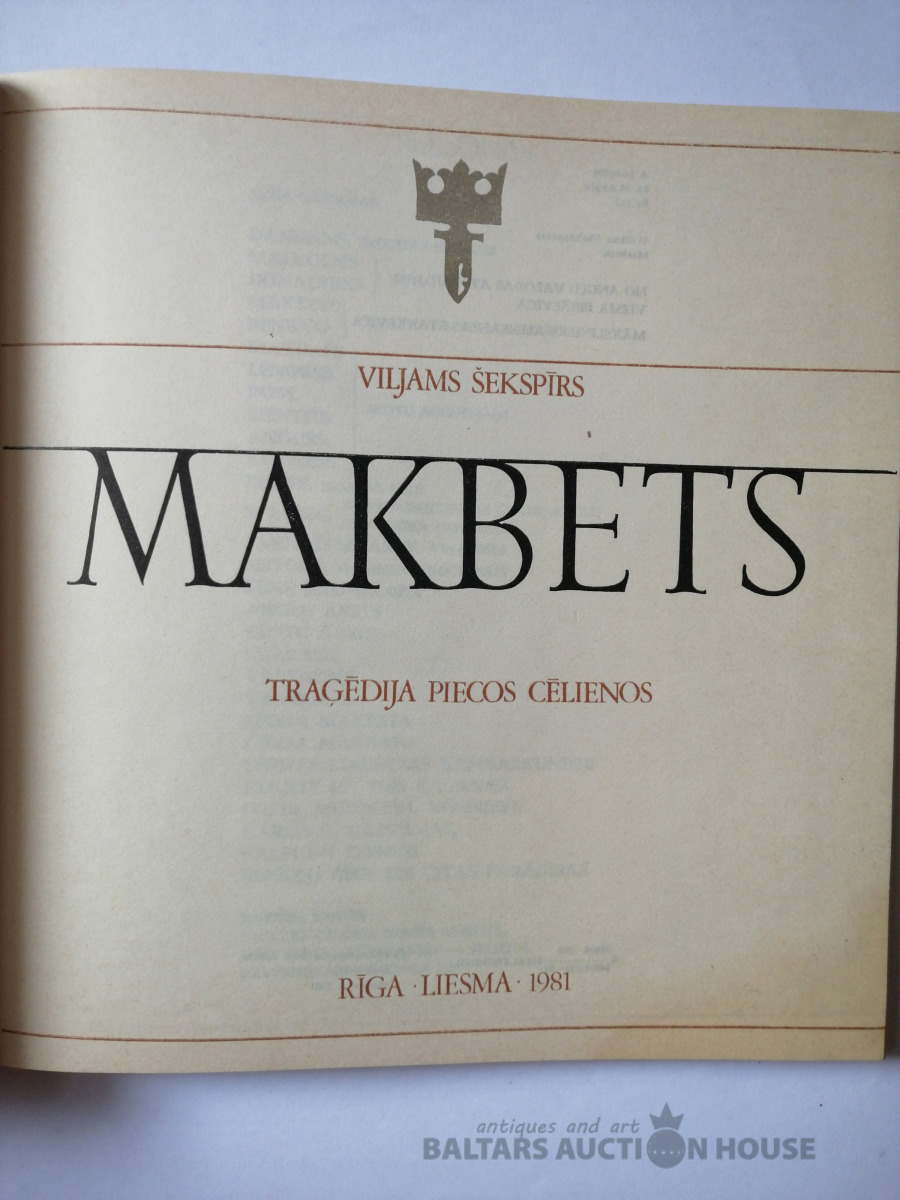 VILJAMS ŠEKSPĪRS
MAKBETS
TRAĢĒDIJA PIECOS CĒLIENOS
RĪGA · LIESMA · 1981
antiques and art
BALTARS AUCTION HOUSE